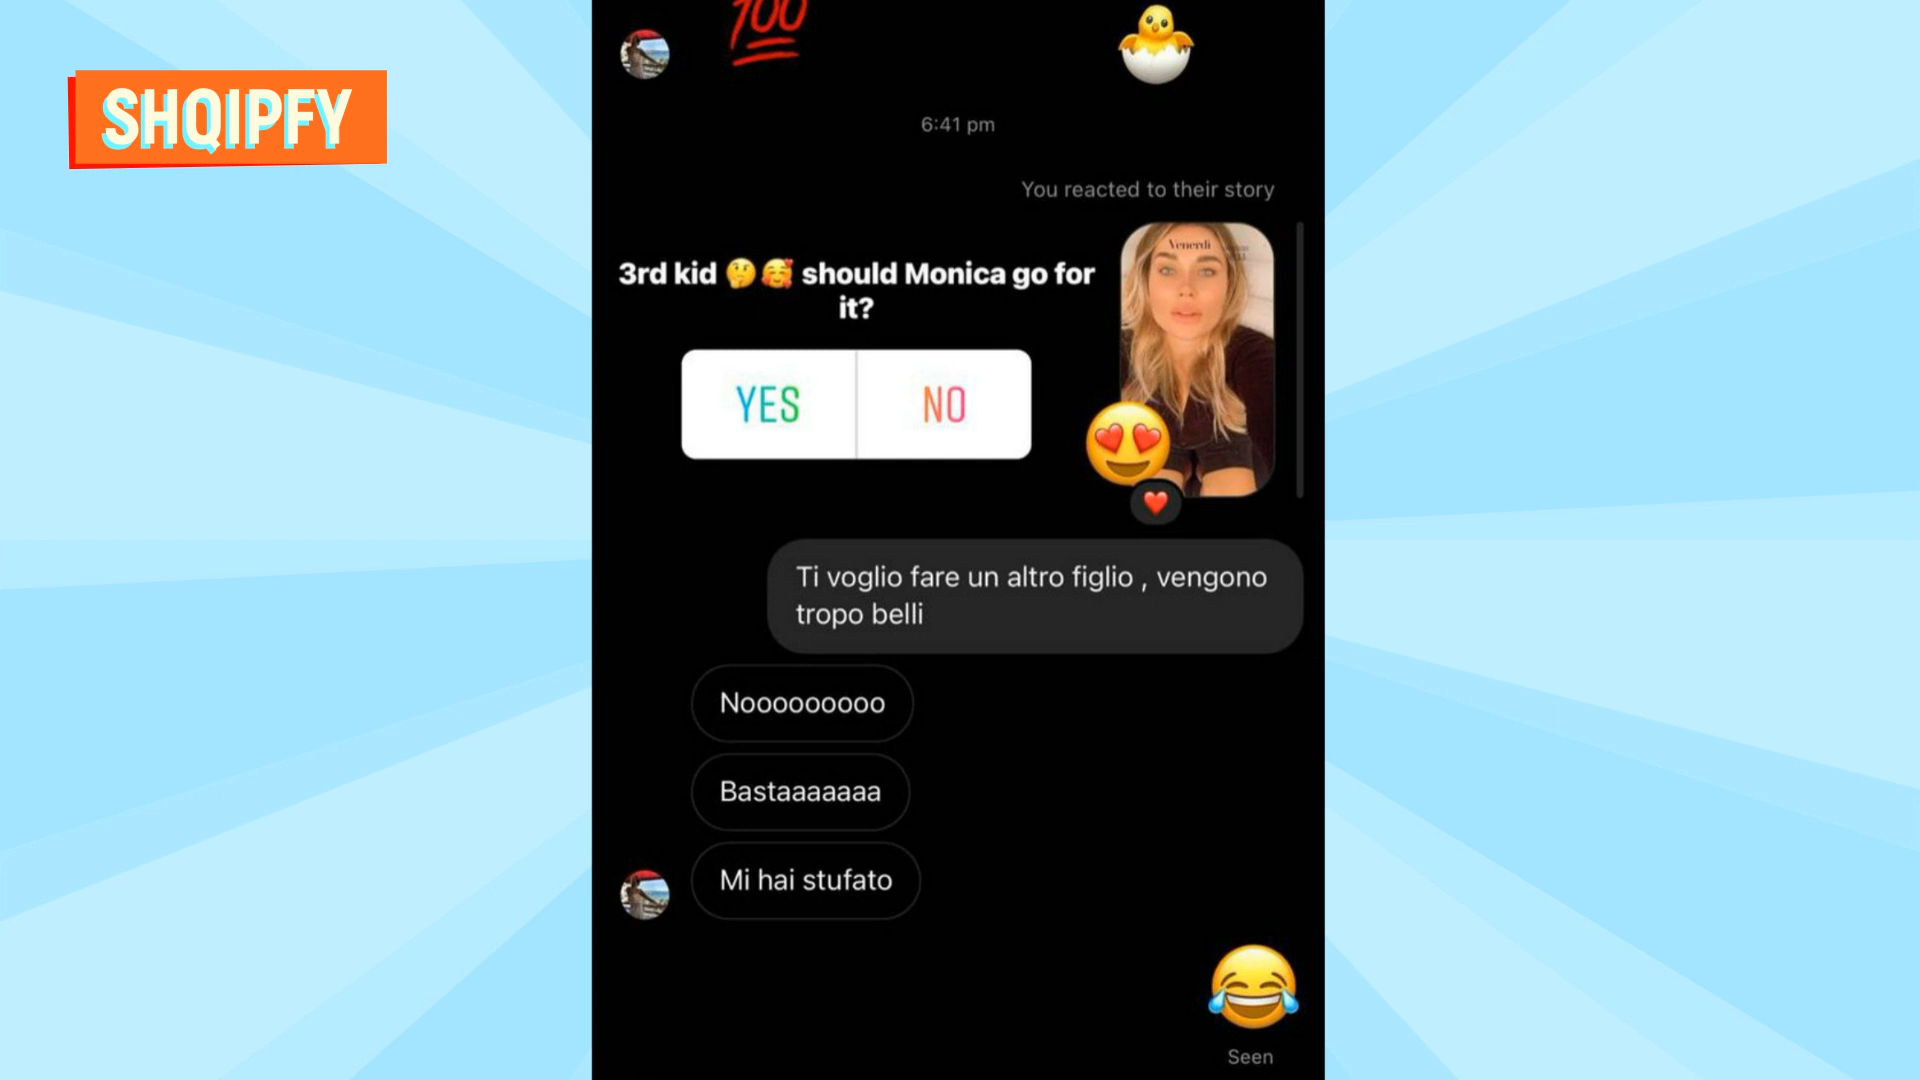 SHQIPFY
100
6:41 pm
You reacted to their story
Venerdì
3rd kid 🤔🥰 should Monica go for
it?
YES
NO
Ti voglio fare un altro figlio , vengono
tropo belli
Nooooooooo
Bastaaaaaaa
Mi hai stufato
Seen